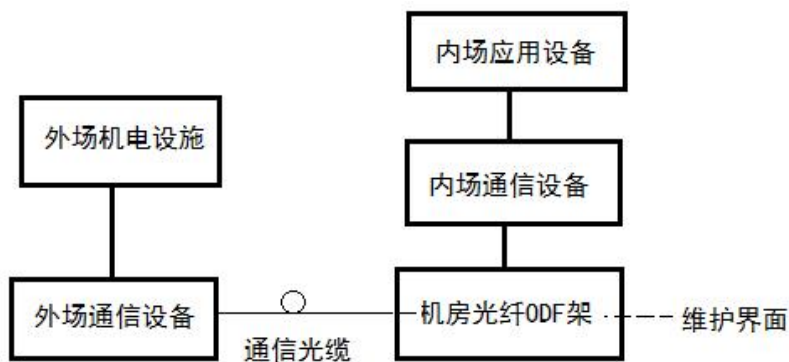 内场应用设备
外场机电设施
内场通信设备
外场通信设备
通信光缆
机房光纤ODF架
维护界面